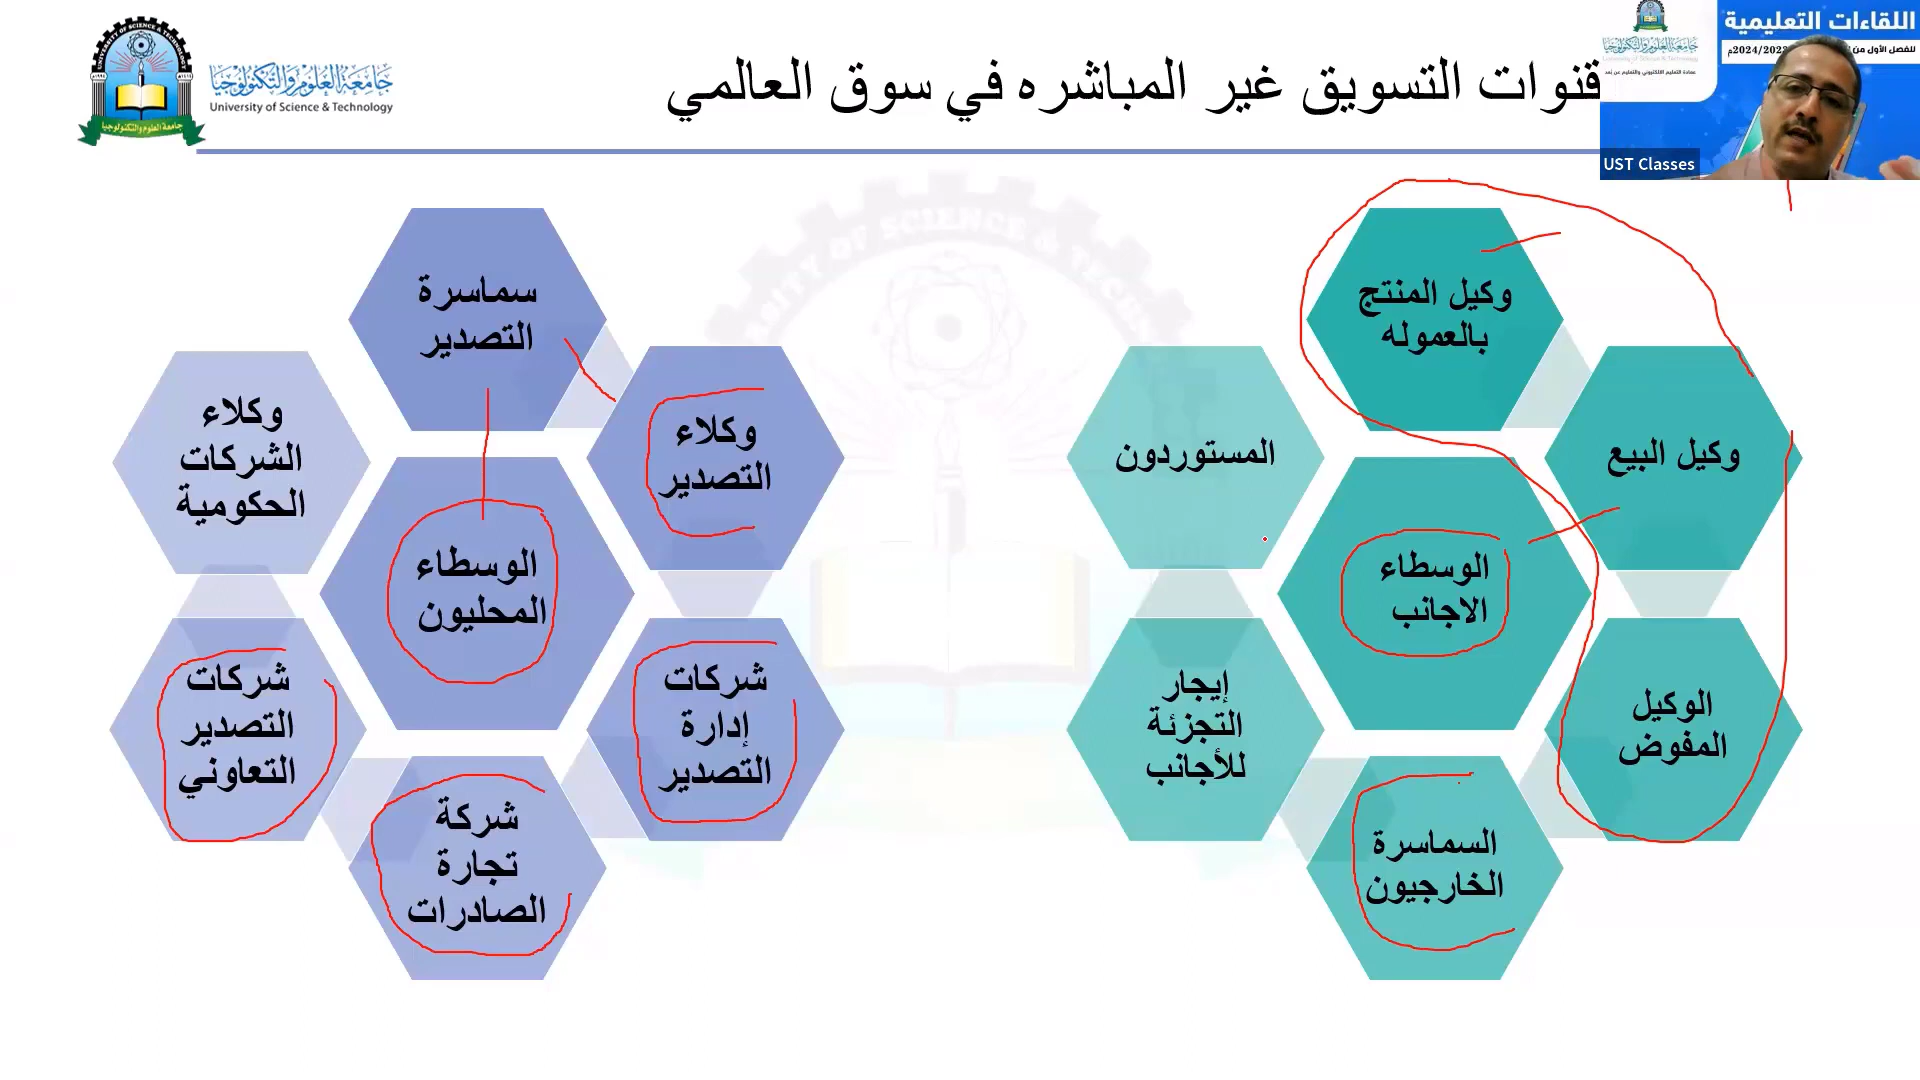 قنوات التسويق غير المباشره في سوق العالمي
جامعة العلوم والتكنولوجيا
University of Science & Technology
اللقاءات التعليمية
للفصل الأول من
2024/2023م
UST Classes
وكيل المنتج
بالعموله
وكيل البيع
الوكيل
المفوض
السماسرة
الخارجيون
إيجار
التجزئة
للأجانب
المستوردون
الوسطاء
الاجانب
سماسرة
التصدير
وكلاء
التصدير
شركات
إدارة
التصدير
شركة
تجارة
الصادرات
شركات
التصدير
التعاوني
وكلاء
الشركات
الحكومية
الوسطاء
المحليون